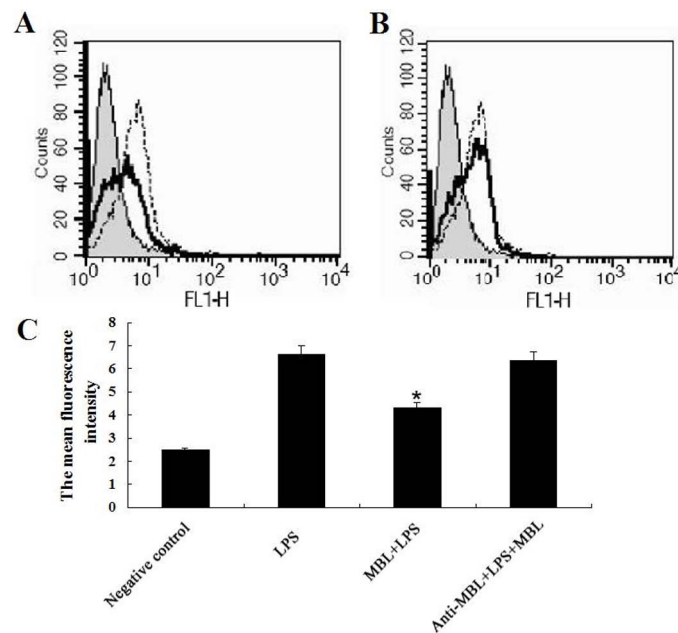 A
120
100
80
60
40
20
0
Counts
10^0 10^1 10^2 10^3 10^4
FL1-H
B
120
100
80
60
40
20
0
Counts
10^0 10^1 10^2 10^3 10^4
FL1-H
C
The mean fluorescence
intensity
8
7
6
5
4
3
2
1
0
*
Negative control
LPS
MBL+LPS
Anti-MBL+LPS+MBL